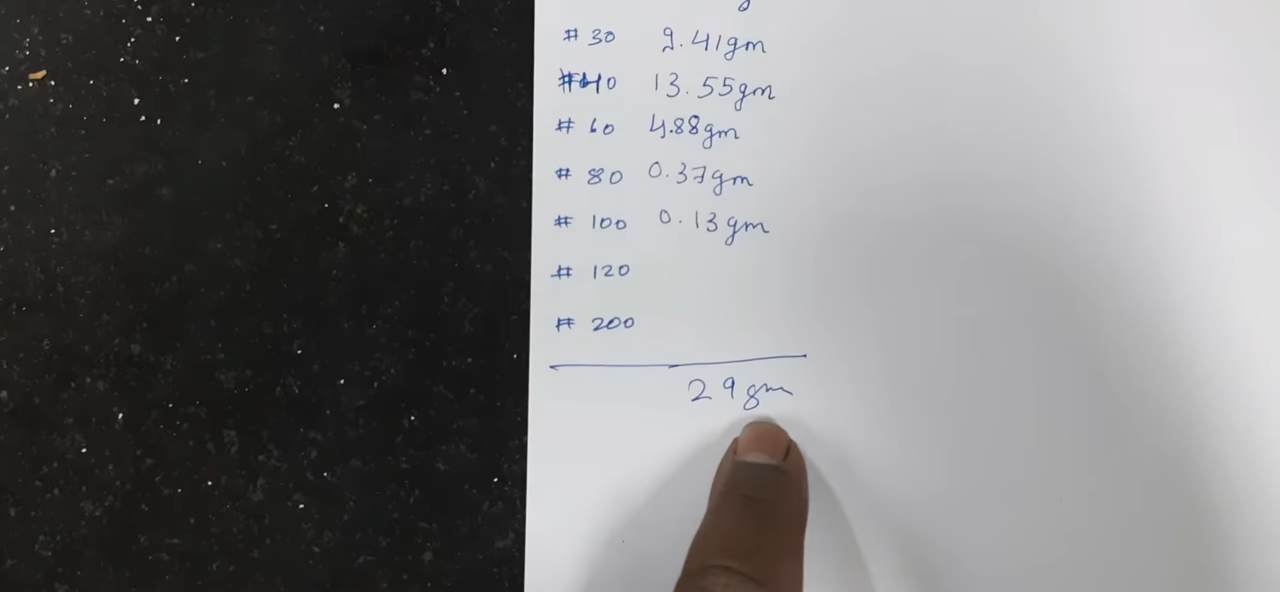 # 30 9.41gm
#40 13.55gm
# 60 4.88gm
# 80 0.37gm
# 100 0.13gm
# 120
# 200
29gm